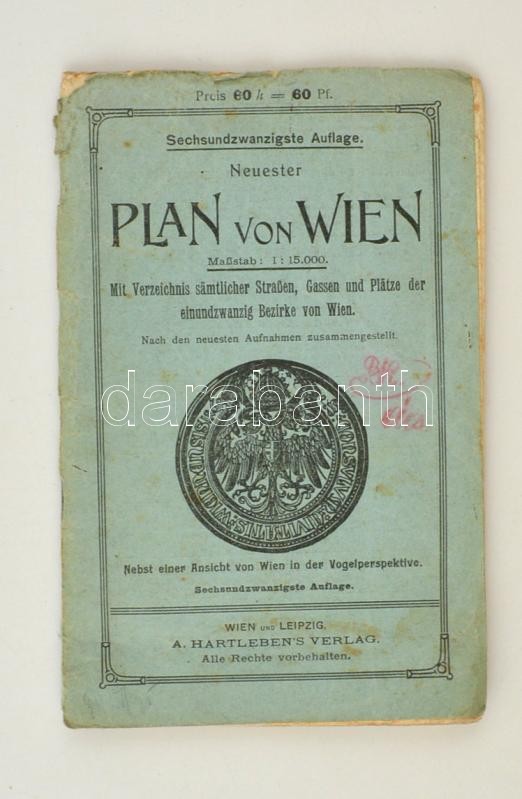 Preis 60 h = 60 Pf.
Sechsundzwanzigste Auflage.
Neuester
PLAN VON WIEN
Maßstab: 1:15.000.
Mit Verzeichnis sämtlicher Straßen, Gassen und Plätze der
einundzwanzig Bezirke von Wien.
Nach den neuesten Aufnahmen zusammengestellt.
darabanth
Nebst einer Ansicht von Wien in der Vogelperspektive.
Sechsundzwanzigste Auflage.
WIEN UND LEIPZIG.
A. HARTLEBEN'S VERLAG.
Alle Rechte vorbehalten.